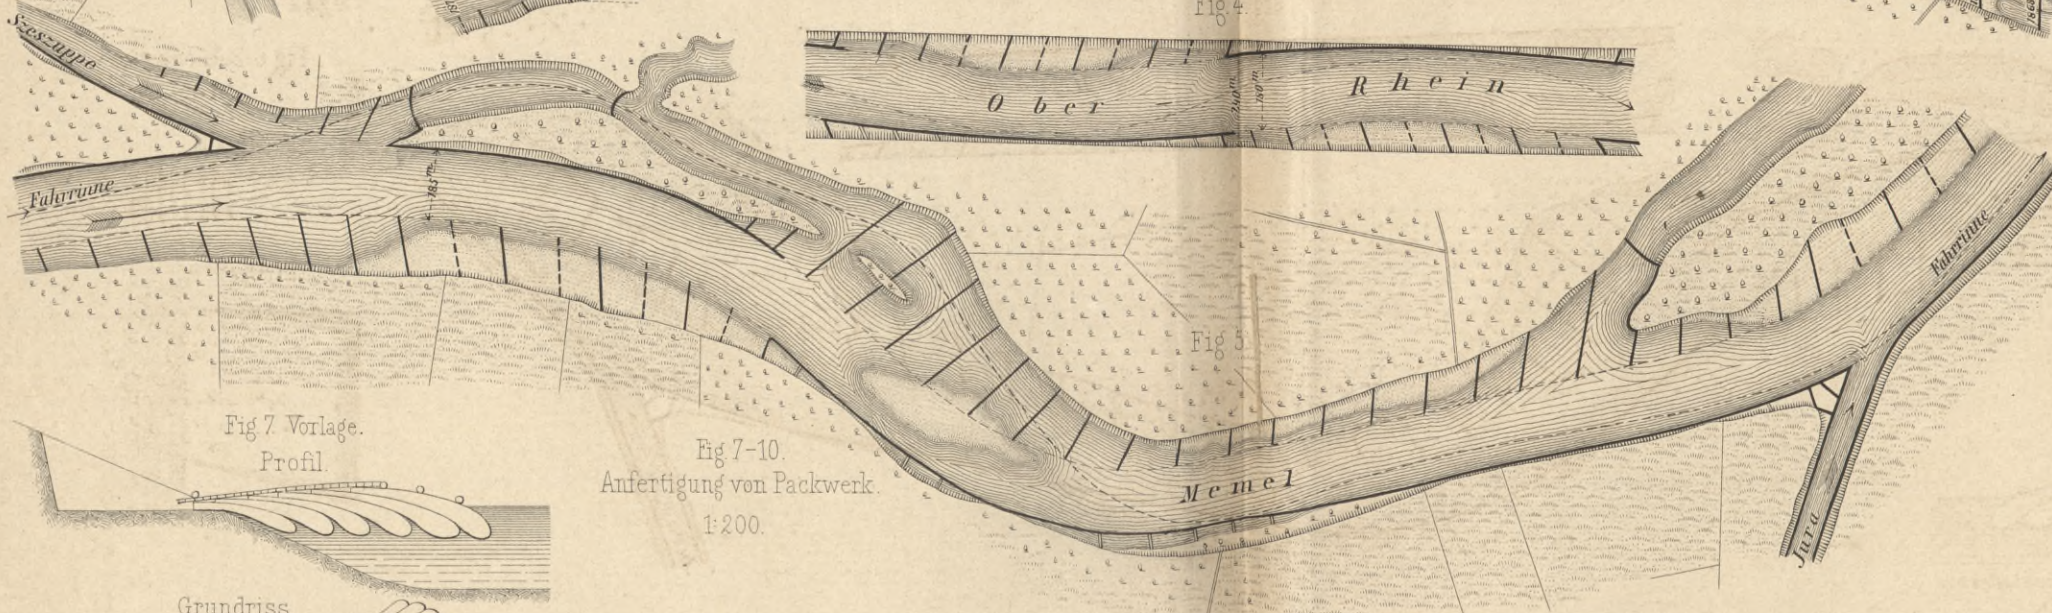 Fig.4.
Szeszuppe
Ober Rhein
240m
180m
Fahrrinne
185m
Fahrrinne
Fig 5
Memel
Jura
Fig 7 Vorlage.
Profil.
Fig 7-10.
Anfertigung von Packwerk.
1:200.
Grundriss